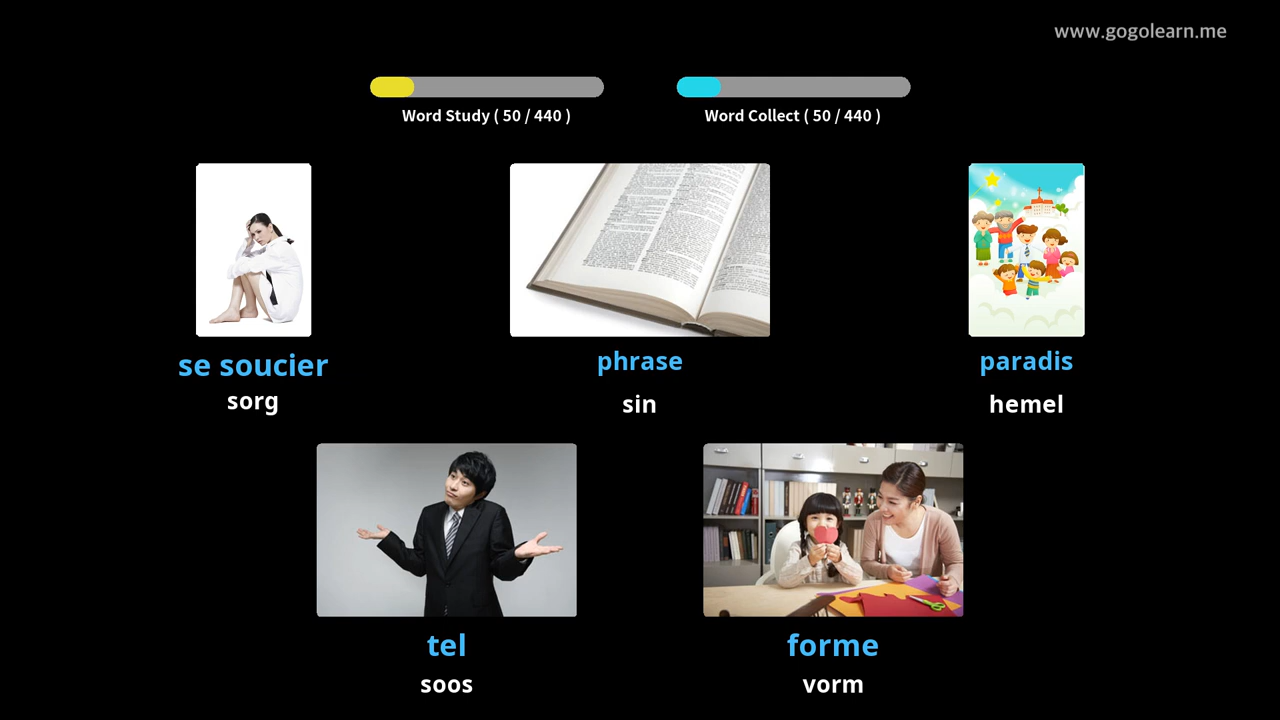 www.gogolearn.me
Word Study ( 50 / 440 )
Word Collect ( 50 / 440 )
se soucier
sorg
phrase
sin
paradis
hemel
tel
soos
forme
vorm